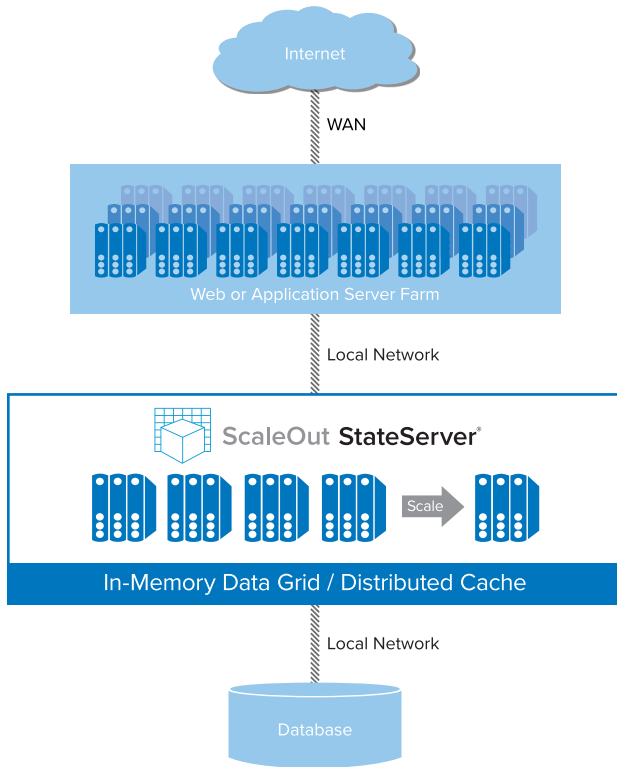 Internet
WAN
Web or Application Server Farm
Local Network
ScaleOut StateServer®
Scale
In-Memory Data Grid / Distributed Cache
Local Network
Database